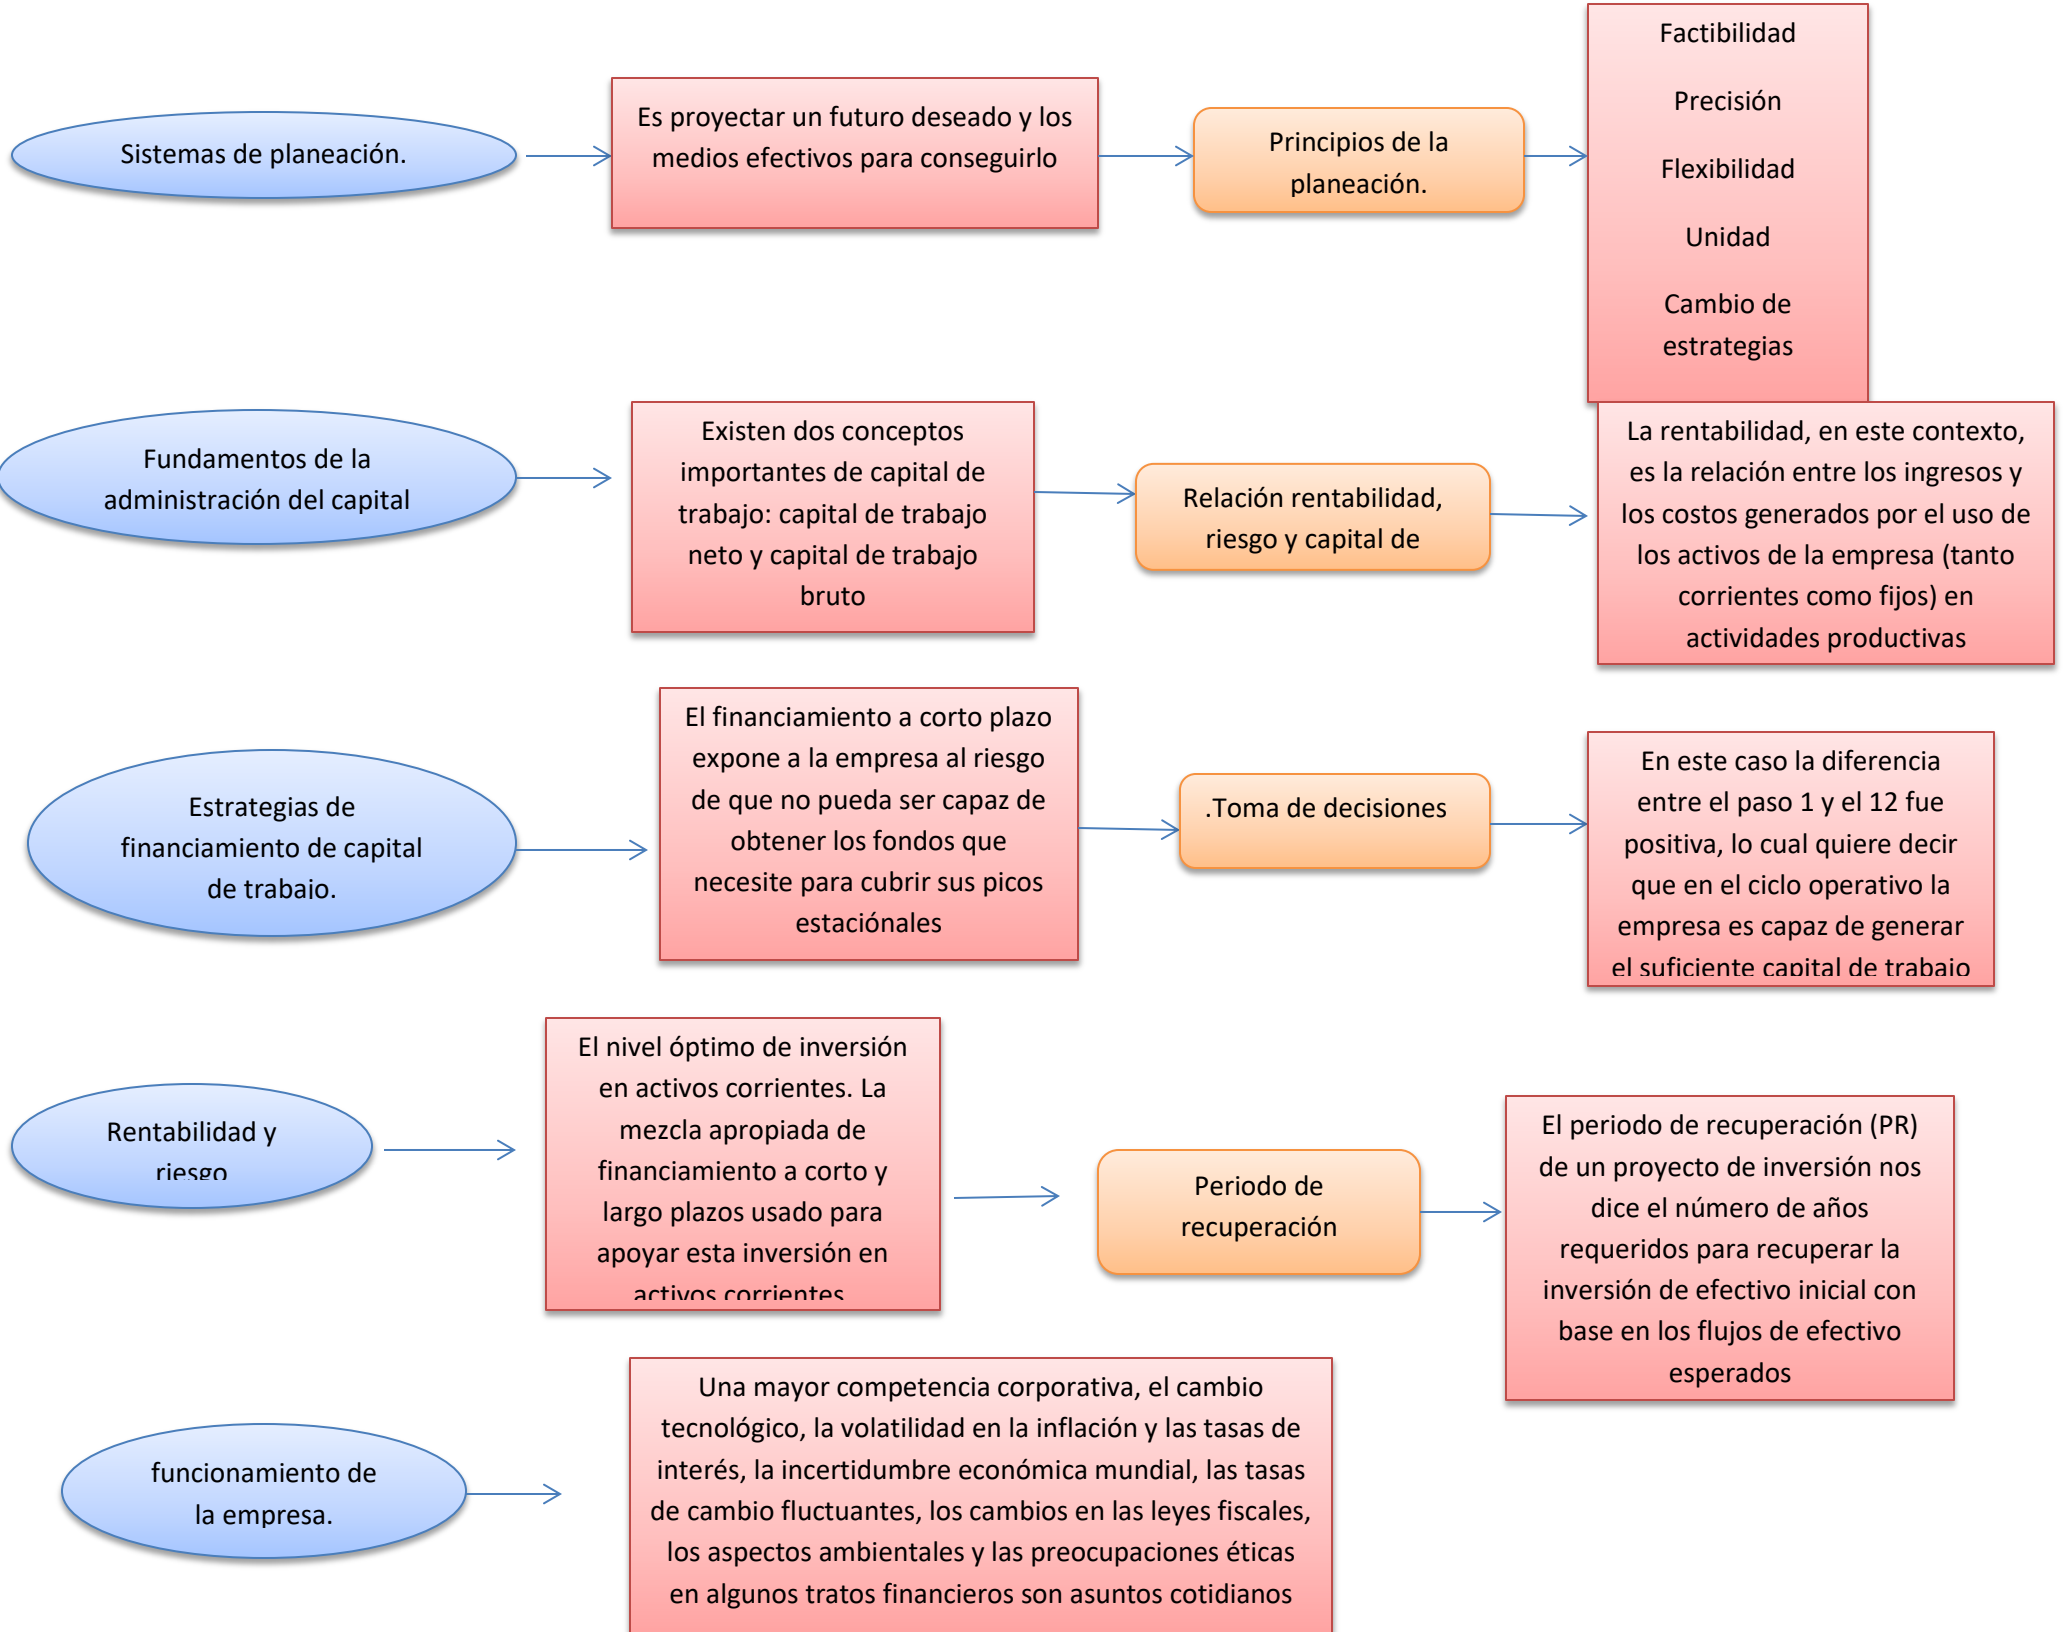 Sistemas de planeación.
Es proyectar un futuro deseado y los
medios efectivos para conseguirlo
Principios de la
planeación.
Factibilidad
Precisión
Flexibilidad
Unidad
Cambio de
estrategias
Fundamentos de la
administración del capital
Existen dos conceptos
importantes de capital de
trabajo: capital de trabajo
neto y capital de trabajo
bruto
Relación rentabilidad,
riesgo y capital de
La rentabilidad, en este contexto,
es la relación entre los ingresos y
los costos generados por el uso de
los activos de la empresa (tanto
corrientes como fijos) en
actividades productivas
Estrategias de
financiamiento de capital
de trabajo.
El financiamiento a corto plazo
expone a la empresa al riesgo
de que no pueda ser capaz de
obtener los fondos que
necesite para cubrir sus picos
estaciónales
.Toma de decisiones
En este caso la diferencia
entre el paso 1 y el 12 fue
positiva, lo cual quiere decir
que en el ciclo operativo la
empresa es capaz de generar
el suficiente capital de trabajo
Rentabilidad y
riesgo
El nivel óptimo de inversión
en activos corrientes. La
mezcla apropiada de
financiamiento a corto y
largo plazos usado para
apoyar esta inversión en
activos corrientes
Periodo de
recuperación
El periodo de recuperación (PR)
de un proyecto de inversión nos
dice el número de años
requeridos para recuperar la
inversión de efectivo inicial con
base en los flujos de efectivo
esperados
funcionamiento de
la empresa.
Una mayor competencia corporativa, el cambio
tecnológico, la volatilidad en la inflación y las tasas de
interés, la incertidumbre económica mundial, las tasas
de cambio fluctuantes, los cambios en las leyes fiscales,
los aspectos ambientales y las preocupaciones éticas
en algunos tratos financieros son asuntos cotidianos